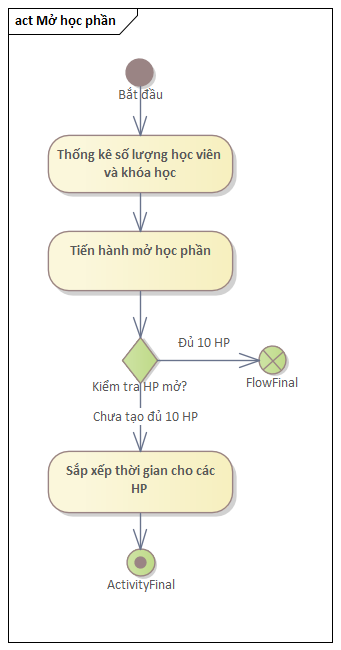 act Mở học phần
Bắt đầu
Thống kê số lượng học viên
và khóa học
Tiến hành mở học phần
Đủ 10 HP
FlowFinal
Kiểm tra HP mở?
Chưa tạo đủ 10 HP
Sắp xếp thời gian cho các
HP
ActivityFinal